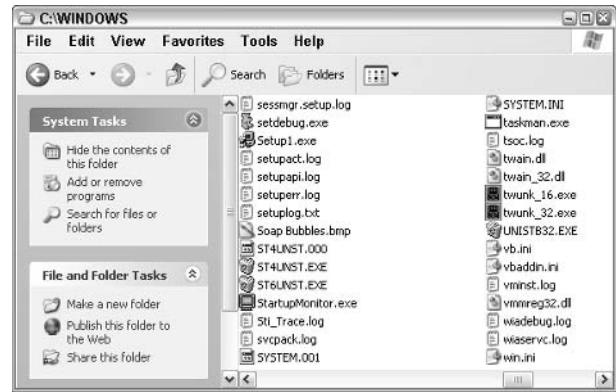 C:\WINDOWS
File Edit View Favorites Tools Help
Back Search Folders
System Tasks
Hide the contents of
this folder
Add or remove
programs
Search for files or
folders
File and Folder Tasks
Make a new folder
Publish this folder to
the Web
Share this folder
sessmgr.setup.log
setdebug.exe
Setup1.exe
setupact.log
setupapi.log
setuperr.log
setuplog.txt
Soap Bubbles.bmp
ST4UNST.000
ST4UNST.EXE
ST6UNST.EXE
StartupMonitor.exe
Sti_Trace.log
svcpack.log
SYSTEM.001
SYSTEM.INI
taskman.exe
tsoc.log
twain.dll
twain_32.dll
twunk_16.exe
twunk_32.exe
UNISTB32.EXE
vb.ini
vbaddin.ini
vminst.log
vmmreg32.dll
wiadebug.log
wiaservc.log
win.ini